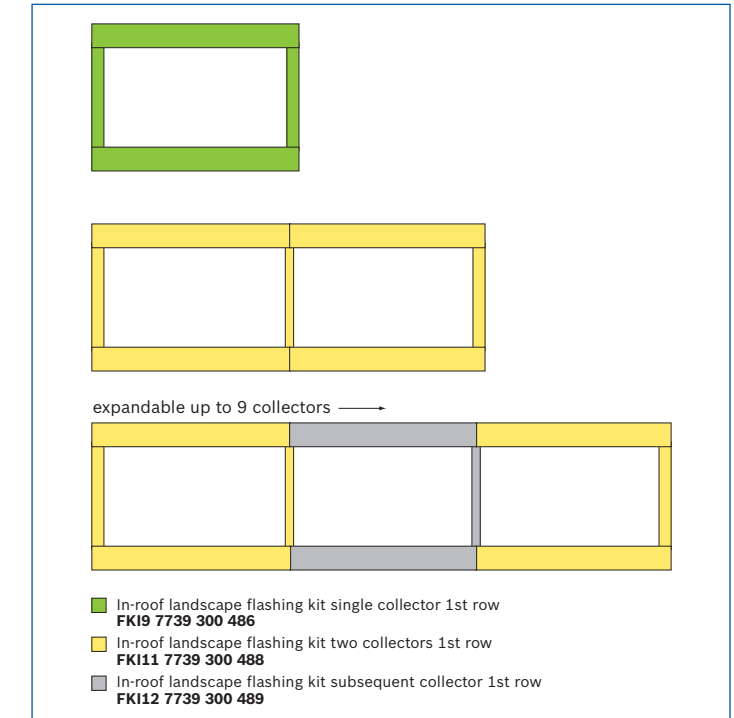 expandable up to 9 collectors
In-roof landscape flashing kit single collector 1st row
FKI9 7739 300 486
In-roof landscape flashing kit two collectors 1st row
FKI11 7739 300 488
In-roof landscape flashing kit subsequent collector 1st row
FKI12 7739 300 489